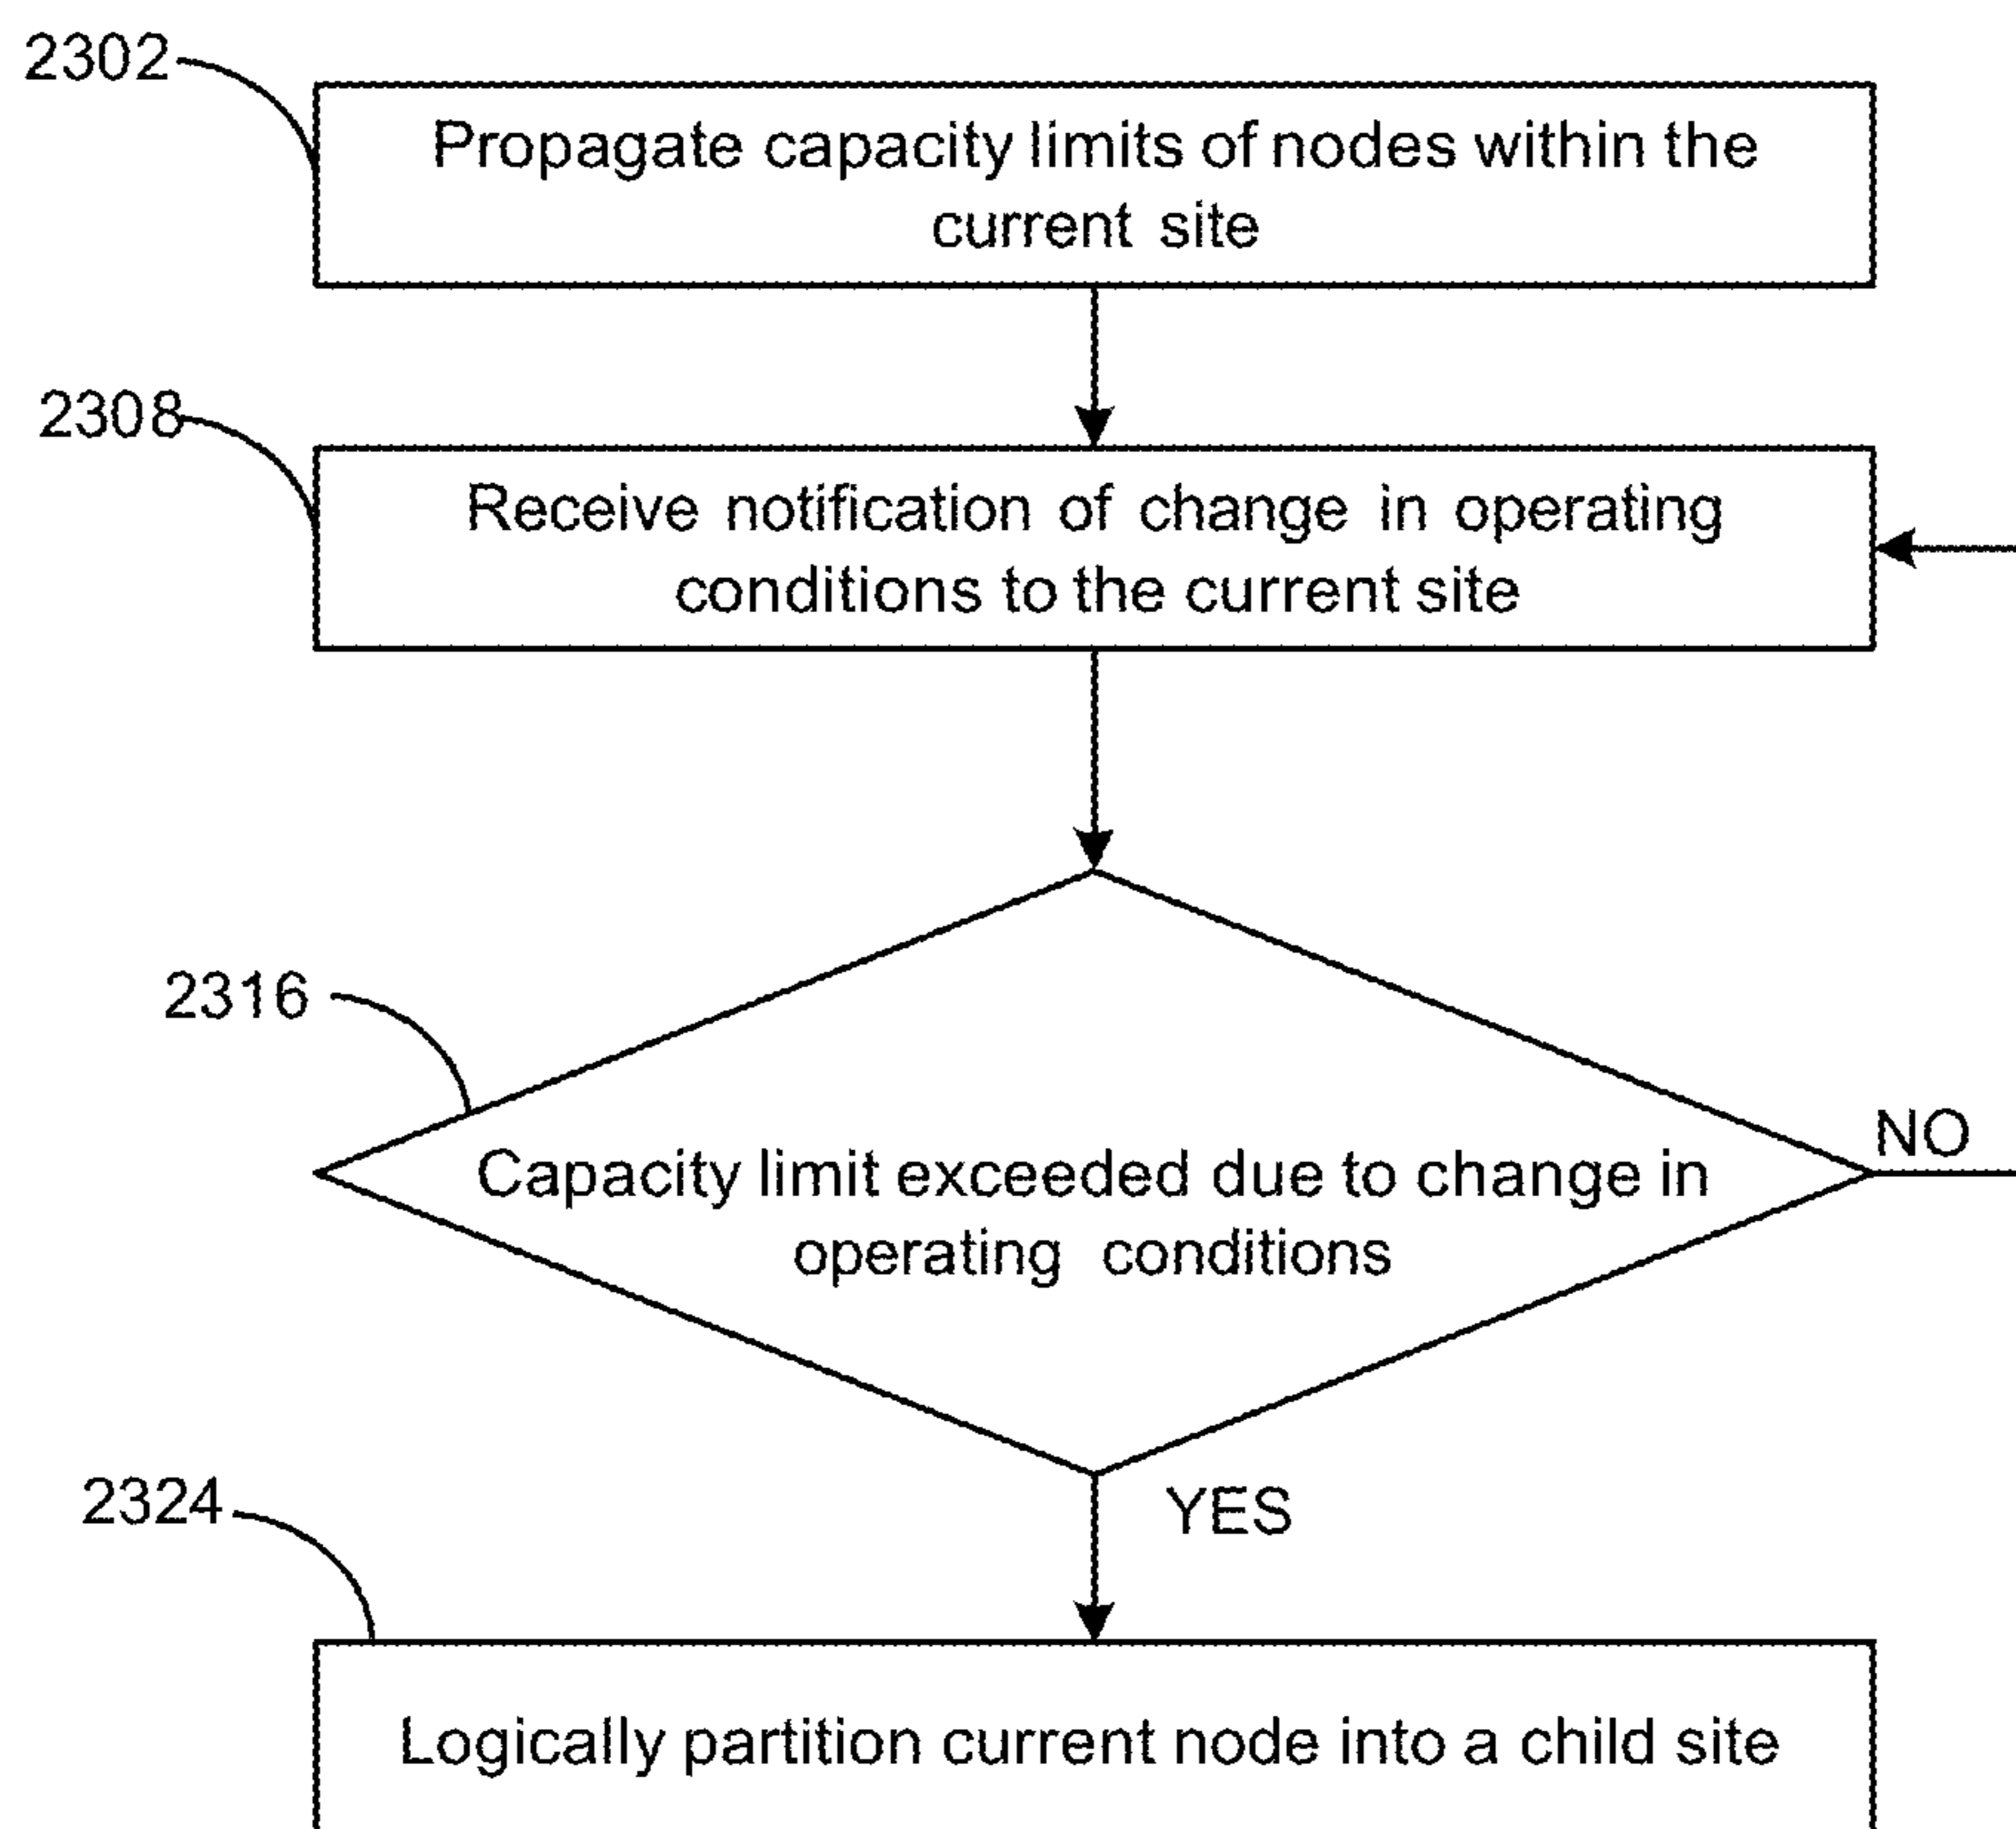 2302
Propagate capacity limits of nodes within the
current site
2308
Receive notification of change in operating
conditions to the current site
2316
NO
Capacity limit exceeded due to change in
operating conditions
2324
YES
Logically partition current node into a child site